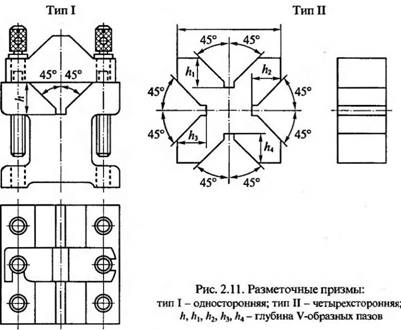 Тип I
Тип II
45° 45°
h
45° 45°
h₁
h₂
45°
45°
45°
45°
h₃
h₄
45°
45°
Рис. 2.11. Разметочные призмы:
тип I – односторонняя; тип II – четырехсторонняя;
h, h₁, h₂, h₃, h₄ – глубина V-образных пазов